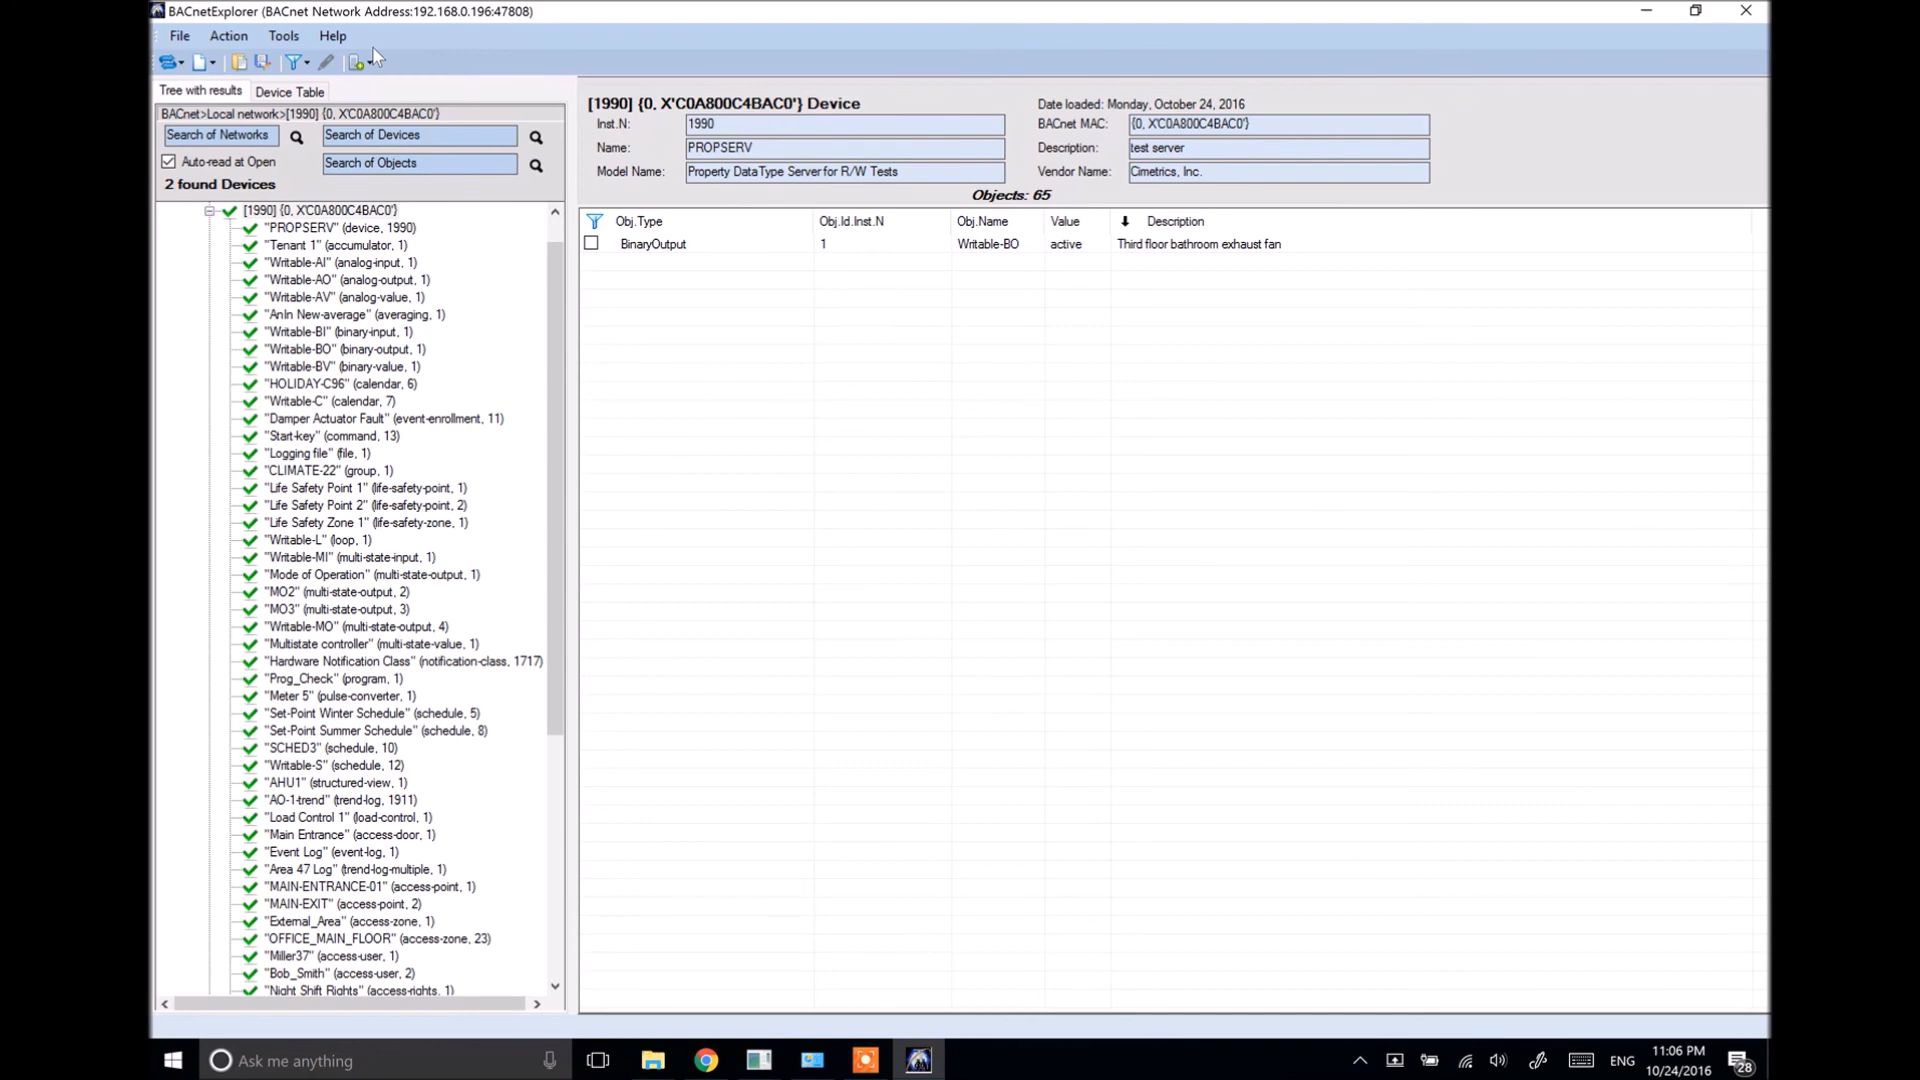 BACnetExplorer (BACnet Network Address:192.168.0.196:47808)
File Action Tools Help
Tree with results Device Table
BACnet>Local network>[1990] {0, X'C0A800C4BAC0'}
Search of Networks Search of Devices
Auto-read at Open Search of Objects
2 found Devices
[1990] {0, X'C0A800C4BAC0'}
"PROPSERV" (device, 1990)
"Tenant 1" (accumulator, 1)
"Writable-AI" (analog-input, 1)
"Writable-AO" (analog-output, 1)
"Writable-AV" (analog-value, 1)
"AnIn New-average" (averaging, 1)
"Writable-BI" (binary-input, 1)
"Writable-BO" (binary-output, 1)
"Writable-BV" (binary-value, 1)
"HOLIDAY-C96" (calendar, 6)
"Writable-C" (calendar, 7)
"Damper Actuator Fault" (event-enrollment, 11)
"Start-key" (command, 13)
"Logging file" (file, 1)
"CLIMATE-22" (group, 1)
"Life Safety Point 1" (life-safety-point, 1)
"Life Safety Point 2" (life-safety-point, 2)
"Life Safety Zone 1" (life-safety-zone, 1)
"Writable-L" (loop, 1)
"Writable-MI" (multi-state-input, 1)
"Mode of Operation" (multi-state-output, 1)
"MO2" (multi-state-output, 2)
"MO3" (multi-state-output, 3)
"Writable-MO" (multi-state-output, 4)
"Multistate controller" (multi-state-value, 1)
"Hardware Notification Class" (notification-class, 1717)
"Prog_Check" (program, 1)
"Meter 5" (pulse-converter, 1)
"Set-Point Winter Schedule" (schedule, 5)
"Set-Point Summer Schedule" (schedule, 8)
"SCHED3" (schedule, 10)
"Writable-S" (schedule, 12)
"AHU1" (structured-view, 1)
"AO-1-trend" (trend-log, 1911)
"Load Control 1" (load-control, 1)
"Main Entrance" (access-door, 1)
"Event Log" (event-log, 1)
"Area 47 Log" (trend-log-multiple, 1)
"MAIN-ENTRANCE-01" (access-point, 1)
"MAIN-EXIT" (access-point, 2)
"External_Area" (access-zone, 1)
"OFFICE_MAIN_FLOOR" (access-zone, 23)
"Miller37" (access-user, 1)
"Bob_Smith" (access-user, 2)
"Night Shift Rights" (access-rights, 1)
[1990] {0, X'C0A800C4BAC0'} Device Date loaded: Monday, October 24, 2016
Inst.N: 1990 BACnet MAC: {0, X'C0A800C4BAC0'}
Name: PROPSERV Description: test server
Model Name: Property DataType Server for R/W Tests Vendor Name: Cimetrics, Inc.
Objects: 65
Obj.Type Obj.Id.Inst.N Obj.Name Value Description
BinaryOutput 1 Writable-BO active Third floor bathroom exhaust fan
Ask me anything ENG 11:06 PM
10/24/2016 28